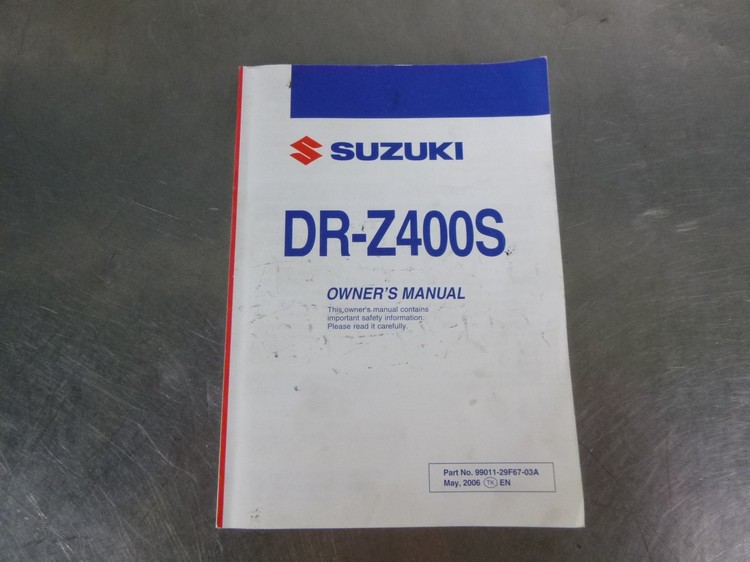 SUZUKI
DR-Z400S
OWNER'S MANUAL
This owner's manual contains
important safety information.
Please read it carefully.
Part No. 99011-29F67-03A
May, 2006 TK EN